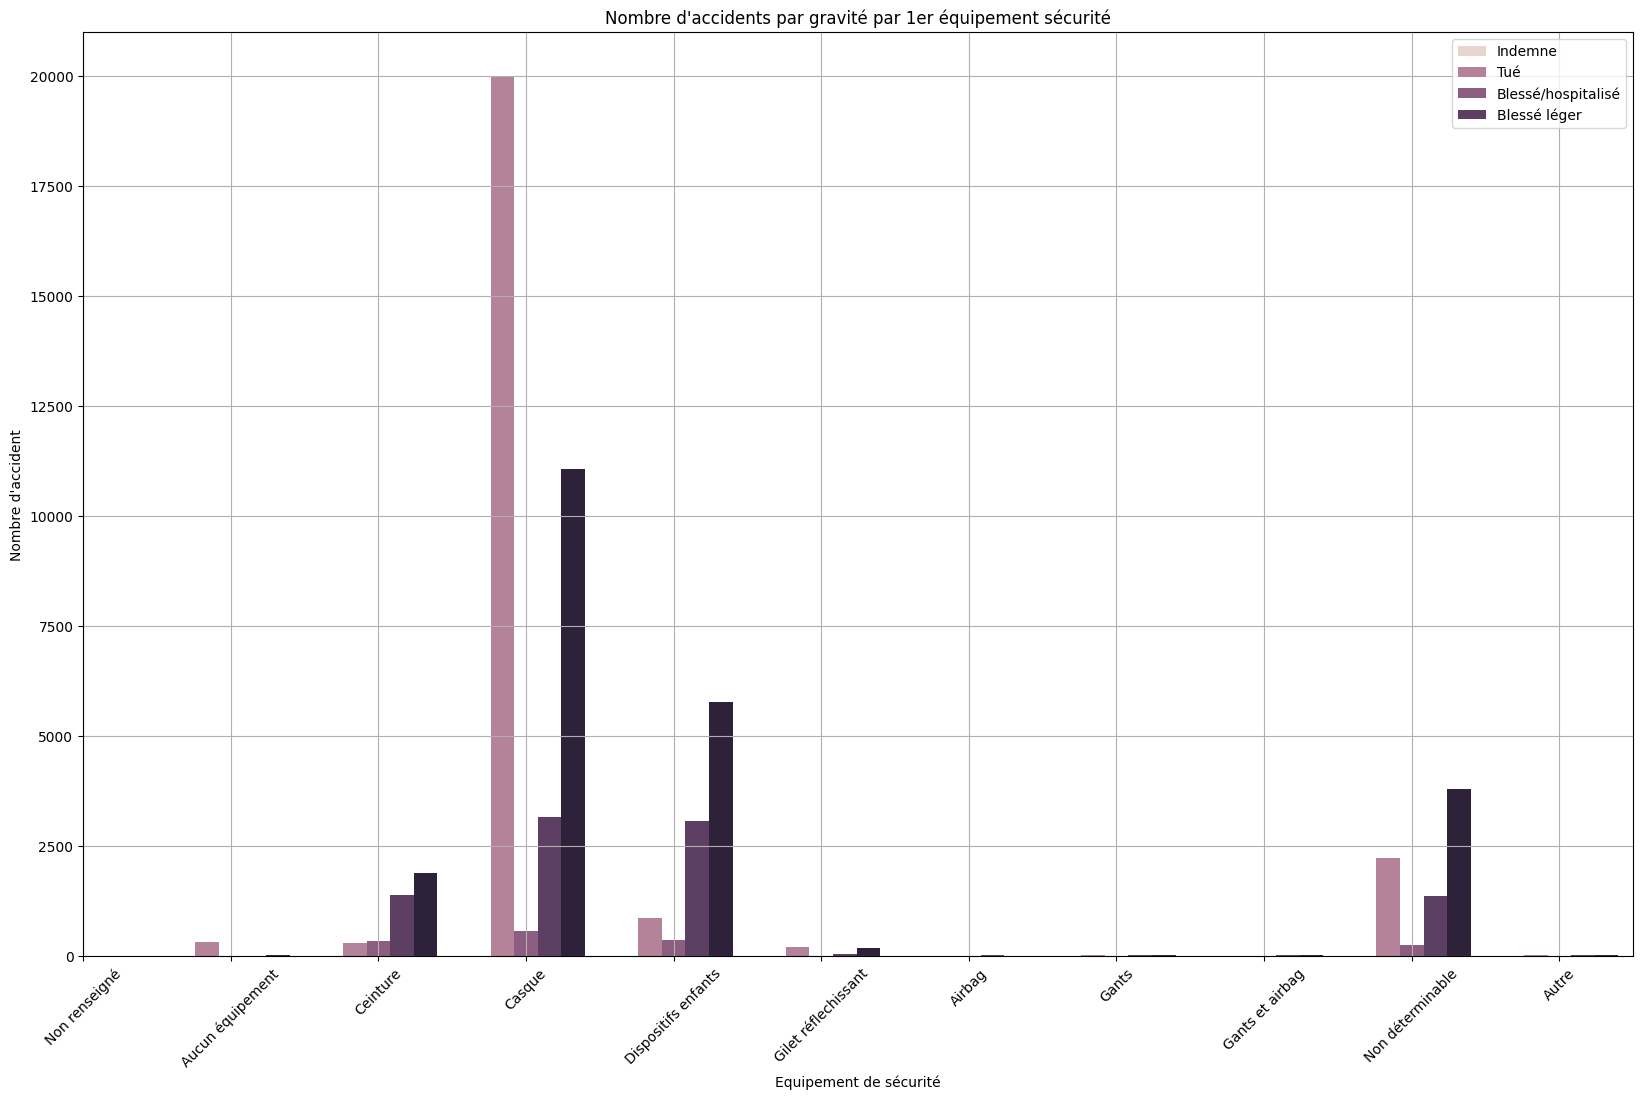 Nombre d'accidents par gravité par 1er équipement sécurité
Indemne
Tué
Blessé/hospitalisé
Blessé léger
20000
17500
15000
12500
10000
7500
5000
2500
0
Nombre d'accident
Non renseigné
Aucun équipement
Ceinture
Casque
Dispositifs enfants
Gilet réflechissant
Airbag
Gants
Gants et airbag
Non déterminable
Autre
Equipement de sécurité